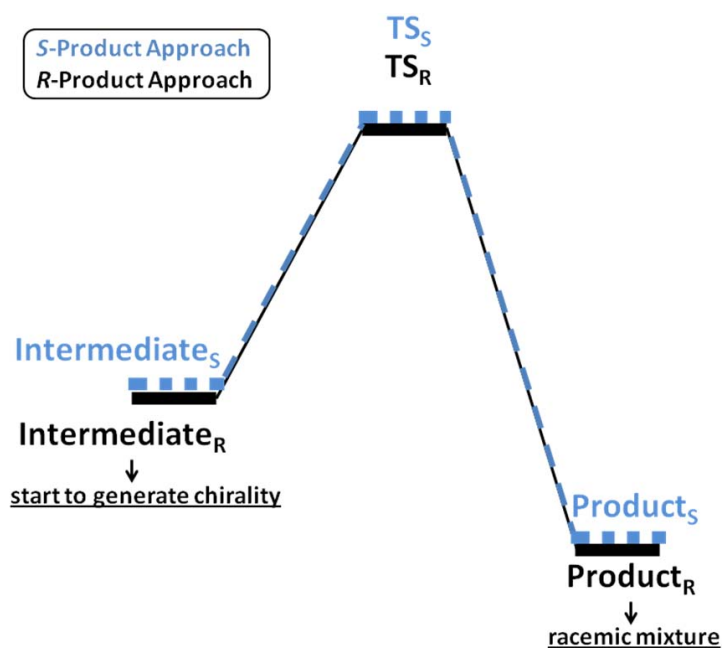 S-Product Approach
R-Product Approach
TSS
TSR
IntermediateS
IntermediateR
start to generate chirality
ProductS
ProductR
racemic mixture